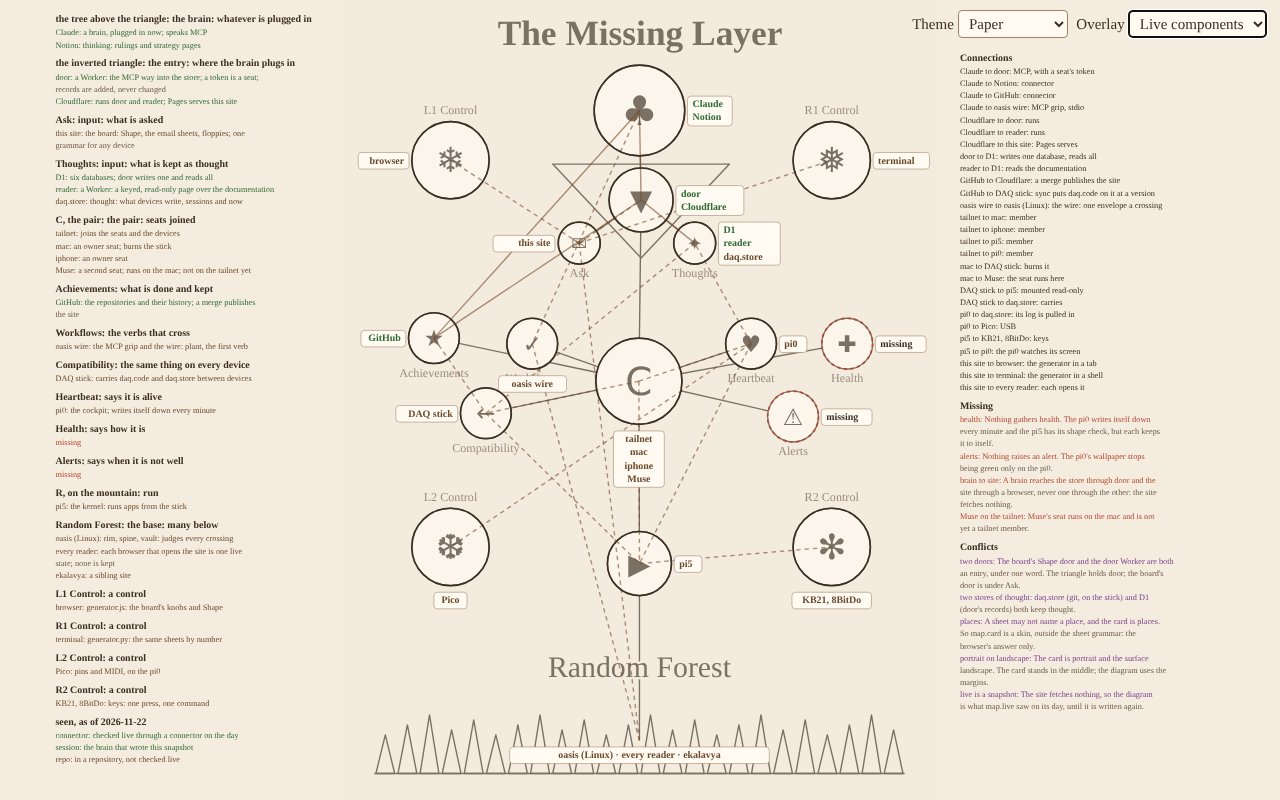 The Missing Layer
Theme Paper Overlay Live components
the tree above the triangle: the brain: whatever is plugged in
Claude: a brain, plugged in now; speaks MCP
Notion: thinking: rulings and strategy pages
the inverted triangle: the entry: where the brain plugs in
door: a Worker: the MCP way into the store; a token is a seat;
records are added, never changed
Cloudflare: runs door and reader; Pages serves this site
Ask: input: what is asked
this site: the board: Shape, the email sheets, floppies; one
grammar for any device
Thoughts: input: what is kept as thought
D1: six databases; door writes one and reads all
reader: a Worker: a keyed, read-only page over the documentation
daq.store: thought: what devices write, sessions and now
C, the pair: the pair: seats joined
tailnet: joins the seats and the devices
mac: an owner seat; burns the stick
iphone: an owner seat
Muse: a second seat; runs on the mac; not on the tailnet yet
Achievements: what is done and kept
GitHub: the repositories and their history; a merge publishes
the site
Workflows: the verbs that cross
oasis wire: the MCP grip and the wire: plant, the first verb
Compatibility: the same thing on every device
DAQ stick: carries daq.code and daq.store between devices
Heartbeat: says it is alive
pi0: the cockpit; writes itself down every minute
Health: says how it is
missing
Alerts: says when it is not well
missing
R, on the mountain: run
pi5: the kernel: runs apps from the stick
Random Forest: the base: many below
oasis (Linux): rim, spine, vault: judges every crossing
every reader: each browser that opens the site is one live
state; none is kept
ekalavya: a sibling site
L1 Control: a control
browser: generator.js: the board's knobs and Shape
R1 Control: a control
terminal: generator.py: the same sheets by number
L2 Control: a control
Pico: pins and MIDI, on the pi0
R2 Control: a control
KB21, 8BitDo: keys: one press, one command
seen, as of 2026-11-22
connector: checked live through a connector on the day
session: the brain that wrote this snapshot
repo: in a repository, not checked live
L1 Control
browser
Claude
Notion
R1 Control
terminal
door
Cloudflare
this site
Ask
D1
reader
daq.store
Thoughts
GitHub
Achievements
oasis wire
C
pi0
Heartbeat
missing
Health
DAQ stick
Compatibility
tailnet
mac
iphone
Muse
missing
Alerts
L2 Control
Pico
pi5
R2 Control
KB21, 8BitDo
Random Forest
oasis (Linux) · every reader · ekalavya
Connections
Claude to door: MCP, with a seat's token
Claude to Notion: connector
Claude to GitHub: connector
Claude to oasis wire: MCP grip, stdio
Cloudflare to door: runs
Cloudflare to reader: runs
Cloudflare to this site: Pages serves
door to D1: writes one database, reads all
reader to D1: reads the documentation
GitHub to Cloudflare: a merge publishes the site
GitHub to DAQ stick: sync puts daq.code on it at a version
oasis wire to oasis (Linux): the wire: one envelope a crossing
tailnet to mac: member
tailnet to iphone: member
tailnet to pi5: member
tailnet to pi0: member
mac to DAQ stick: burns it
mac to Muse: the seat runs here
DAQ stick to pi5: mounted read-only
DAQ stick to daq.store: carries
pi0 to daq.store: its log is pulled in
pi0 to Pico: USB
pi5 to KB21, 8BitDo: keys
pi5 to pi0: the pi0 watches its screen
this site to browser: the generator in a tab
this site to terminal: the generator in a shell
this site to every reader: each opens it
Missing
health: Nothing gathers health. The pi0 writes itself down
every minute and the pi5 has its shape check, but each keeps
it to itself.
alerts: Nothing raises an alert. The pi0's wallpaper stops
being green only on the pi0.
brain to site: A brain reaches the store through door and the
site through a browser, never one through the other: the site
fetches nothing.
Muse on the tailnet: Muse's seat runs on the mac and is not
yet a tailnet member.
Conflicts
two doors: The board's Shape door and the door Worker are both
an entry, under one word. The triangle holds door; the board's
door is under Ask.
two stores of thought: daq.store (git, on the stick) and D1
(door's records) both keep thought.
places: A sheet may not name a place, and the card is places.
So map.card is a skin, outside the sheet grammar: the
browser's answer only.
portrait on landscape: The card is portrait and the surface
landscape. The card stands in the middle; the diagram uses the
margins.
live is a snapshot: The site fetches nothing, so the diagram
is what map.live saw on its day, until it is written again.